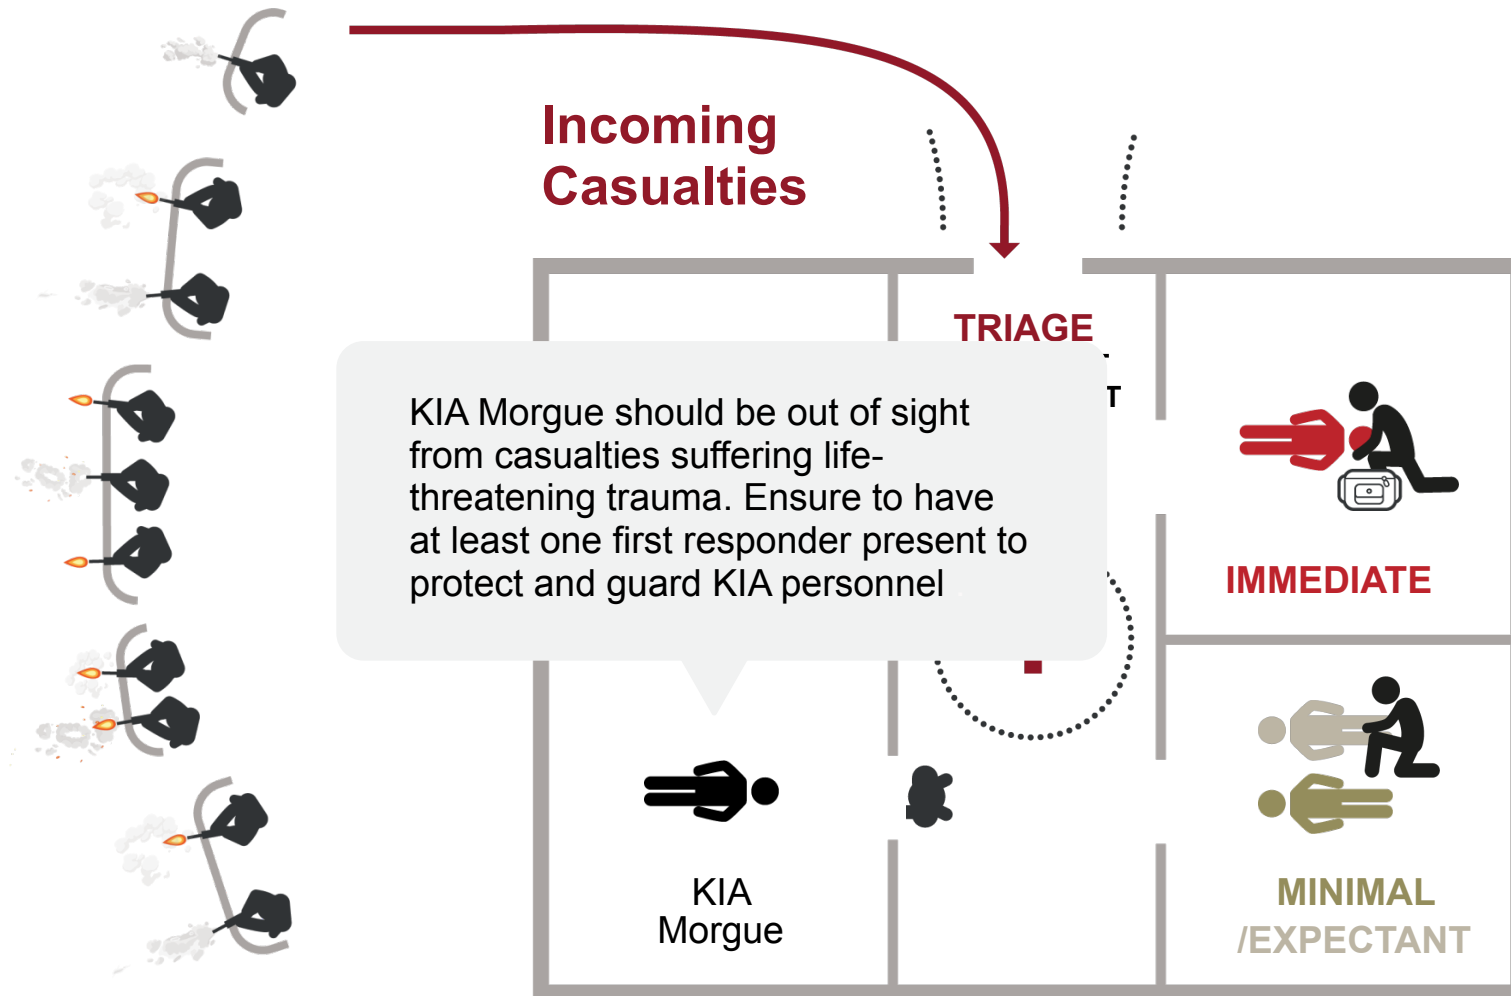 Incoming
Casualties
TRIAGE
KIA Morgue should be out of sight
from casualties suffering life-
threatening trauma. Ensure to have
at least one first responder present to
protect and guard KIA personnel
IMMEDIATE
KIA
Morgue
MINIMAL
/EXPECTANT